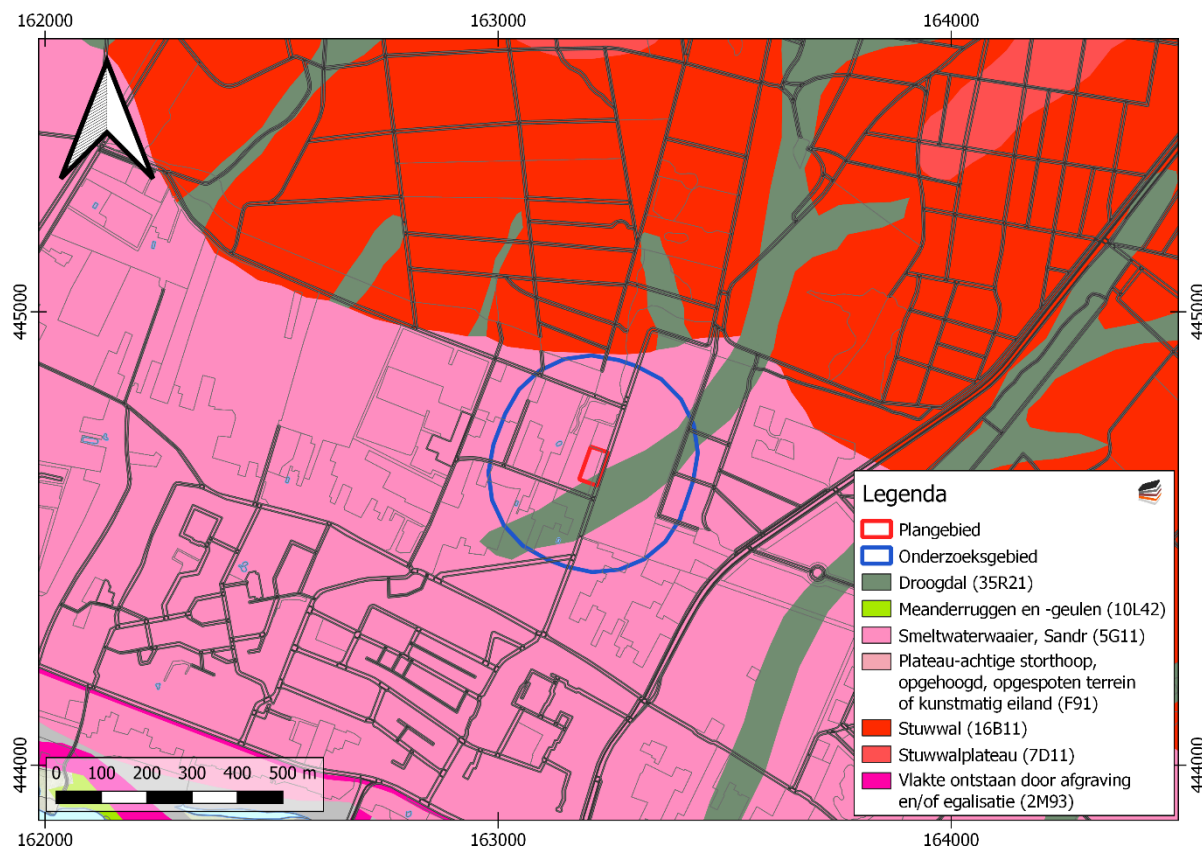 162000
163000
164000
445000
445000
Legenda
Plangebied
Onderzoeksgebied
Droogdal (35R21)
Meanderruggen en -geulen (10L42)
Smeltwaterwaaier, Sandr (5G11)
Plateau-achtige storthoop,
opgehoogd, opgespoten terrein
of kunstmatig eiland (F91)
Stuwwal (16B11)
Stuwwalplateau (7D11)
Vlakte ontstaan door afgraving
en/of egalisatie (2M93)
444000
444000
0 100 200 300 400 500 m
162000
163000
164000